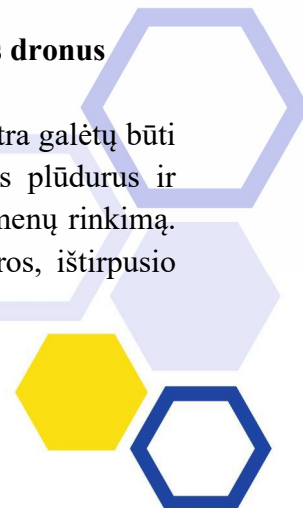 dronus
tra galėtų būti
s plūdurus ir
menų rinkimą.
ros, ištirpusio